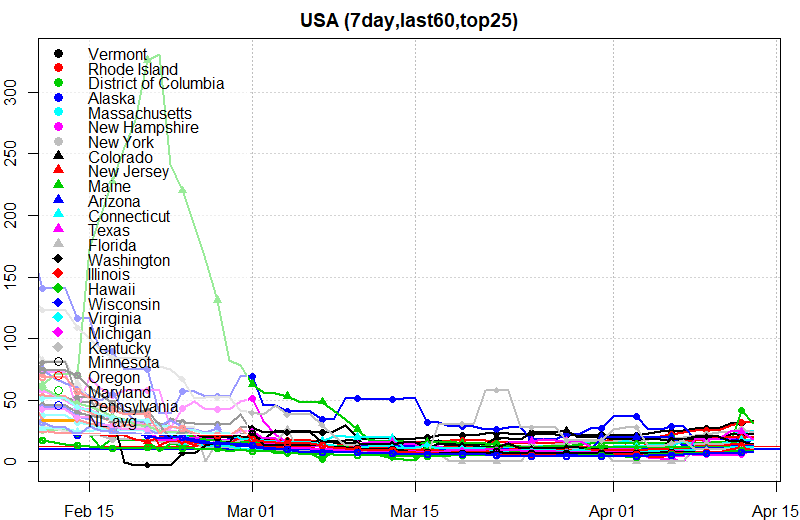 USA (7day,last60,top25)
Vermont
Rhode Island
District of Columbia
Alaska
Massachusetts
New Hampshire
New York
Colorado
New Jersey
Maine
Arizona
Connecticut
Texas
Florida
Washington
Illinois
Hawaii
Wisconsin
Virginia
Michigan
Kentucky
Minnesota
Oregon
Maryland
Pennsylvania
NL avg
300
250
200
150
100
50
0
Feb 15 Mar 01 Mar 15 Apr 01 Apr 15